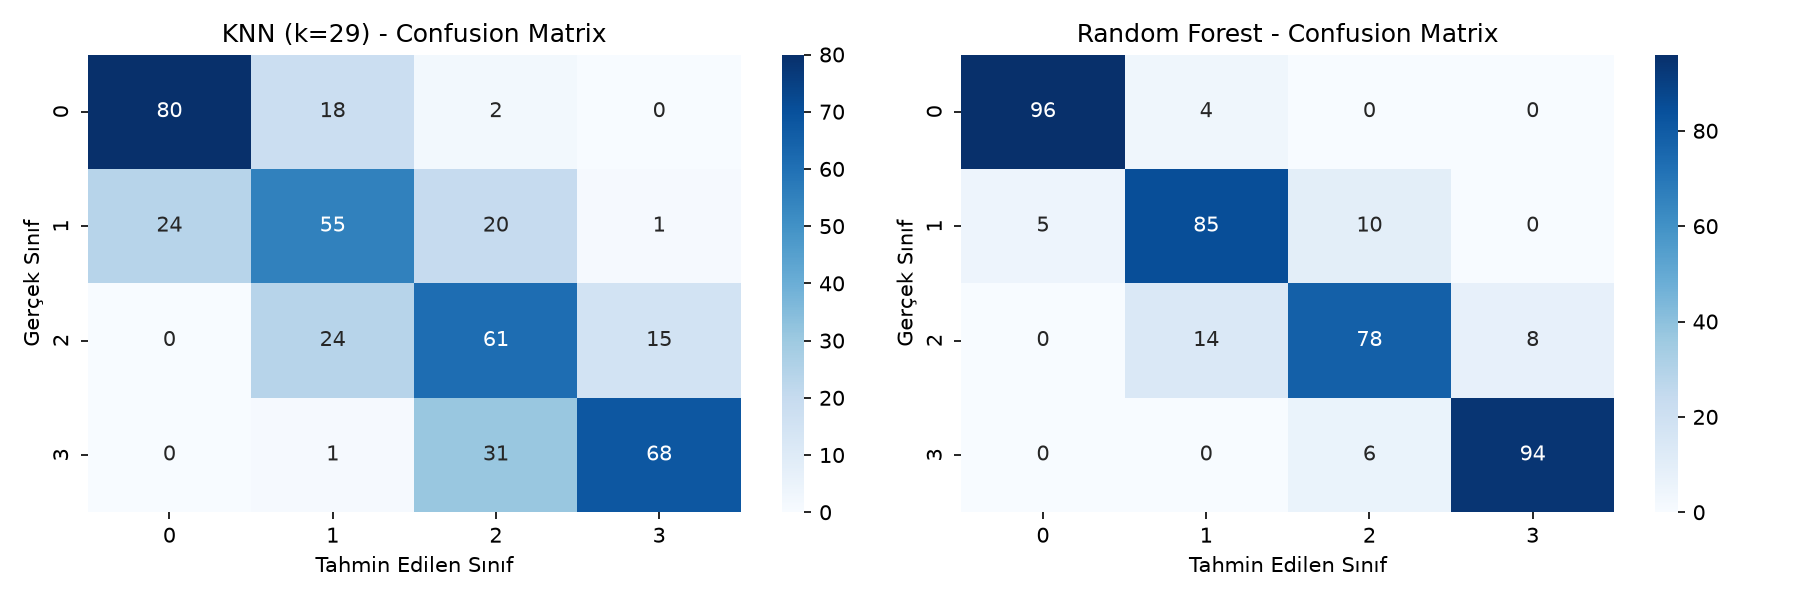 KNN (k=29) - Confusion Matrix
0 80 18 2 0
1 24 55 20 1
2 0 24 61 15
3 0 1 31 68
0 1 2 3
Gerçek Sınıf
Tahmin Edilen Sınıf
80
70
60
50
40
30
20
10
0
Random Forest - Confusion Matrix
0 96 4 0 0
1 5 85 10 0
2 0 14 78 8
3 0 0 6 94
0 1 2 3
Gerçek Sınıf
Tahmin Edilen Sınıf
80
60
40
20
0